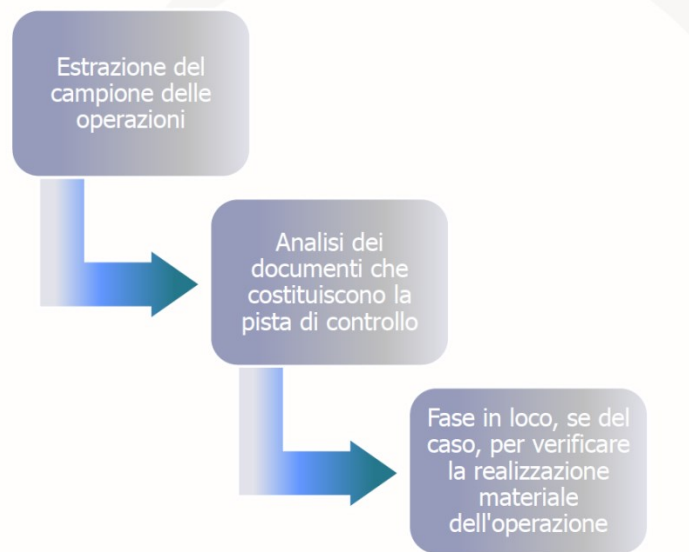 Estrazione del
campione delle
operazioni
Analisi dei
documenti che
costituiscono la
pista di controllo
Fase in loco, se del
caso, per verificare
la realizzazione
materiale
dell'operazione